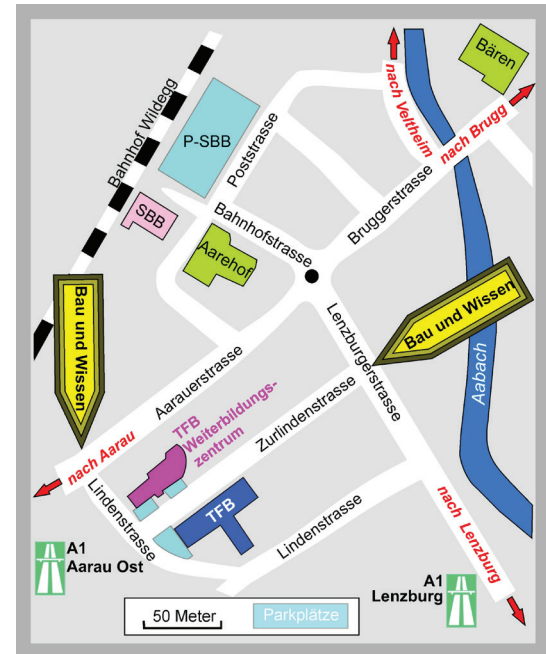 Bären
nach Veltheim
nach Brugg
Bahnhof Wildegg
P-SBB
Poststrasse
SBB
Bahnhofstrasse
Bruggerstrasse
Aarehof
Bau und Wissen
Bau und Wissen
Lenzburgerstrasse
Aabach
Aarauerstrasse
TFB
Weiterbildungs-
zentrum
Zurlindenstrasse
nach Aarau
Lindenstrasse
TFB
Lindenstrasse
nach Lenzburg
A1
Aarau Ost
A1
Lenzburg
50 Meter
Parkplätze